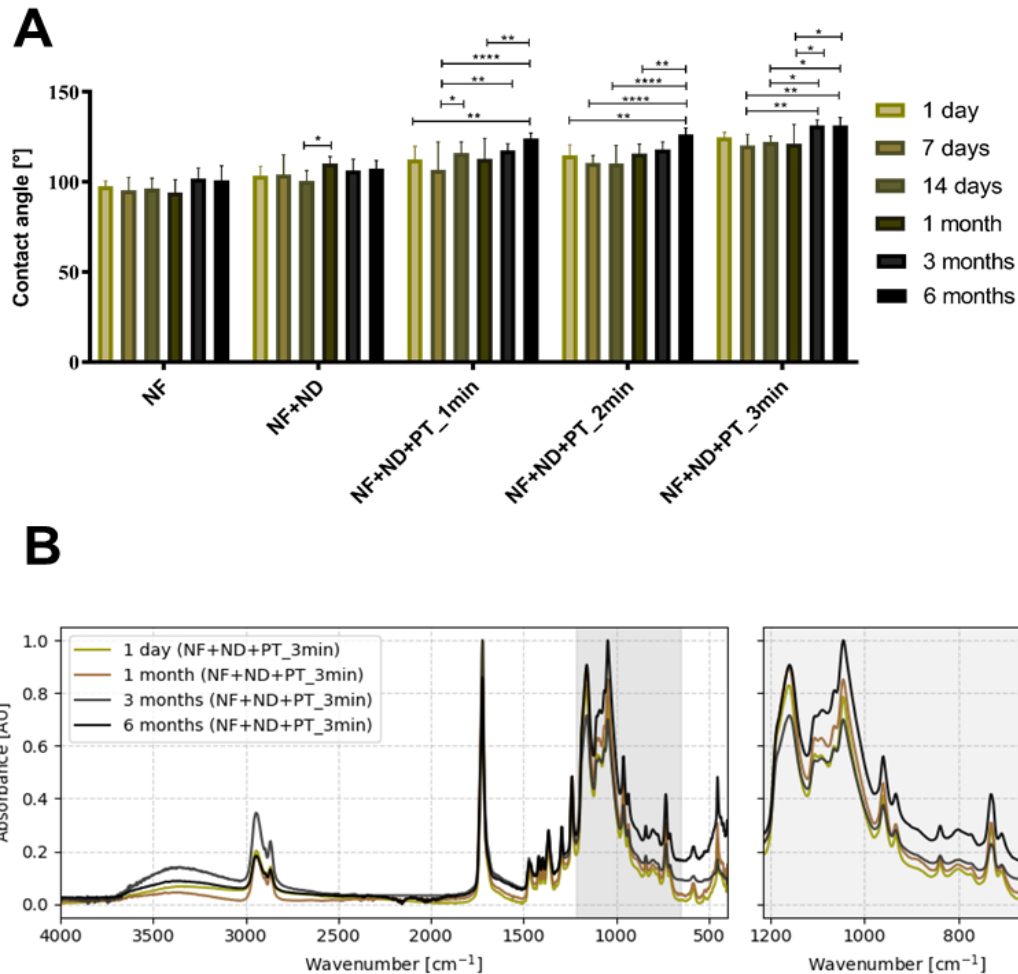 A
**
****
**
*
**
**
****
****
**
*
*
*
*
**
**
*
150
100
50
0
Contact angle [°]
NF
NF+ND
NF+ND+PT_1min
NF+ND+PT_2min
NF+ND+PT_3min
1 day
7 days
14 days
1 month
3 months
6 months
B
1 day (NF+ND+PT_3min)
1 month (NF+ND+PT_3min)
3 months (NF+ND+PT_3min)
6 months (NF+ND+PT_3min)
1.0
0.8
0.6
0.4
0.2
0.0
Absorbance [AU]
4000 3500 3000 2500 2000 1500 1000 500
Wavenumber [cm⁻¹]
1200 1000 800
Wavenumber [cm⁻¹]